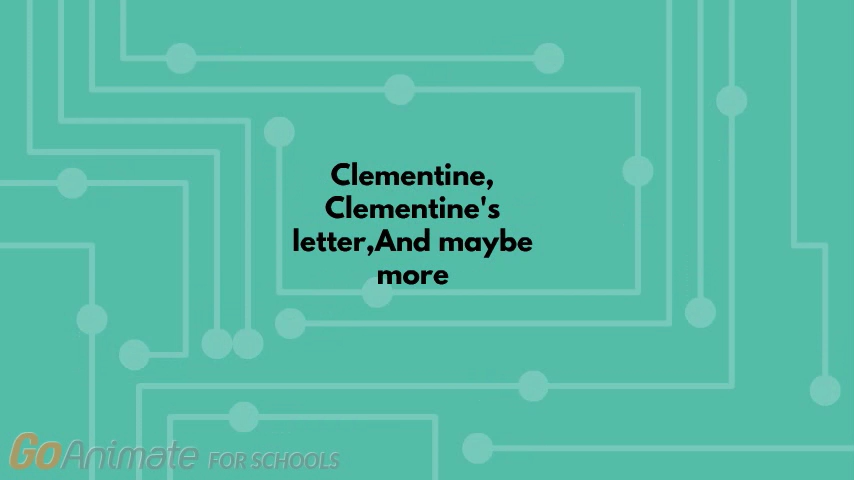 Clementine,
Clementine's
letter,And maybe
more
GoAnimate FOR SCHOOLS